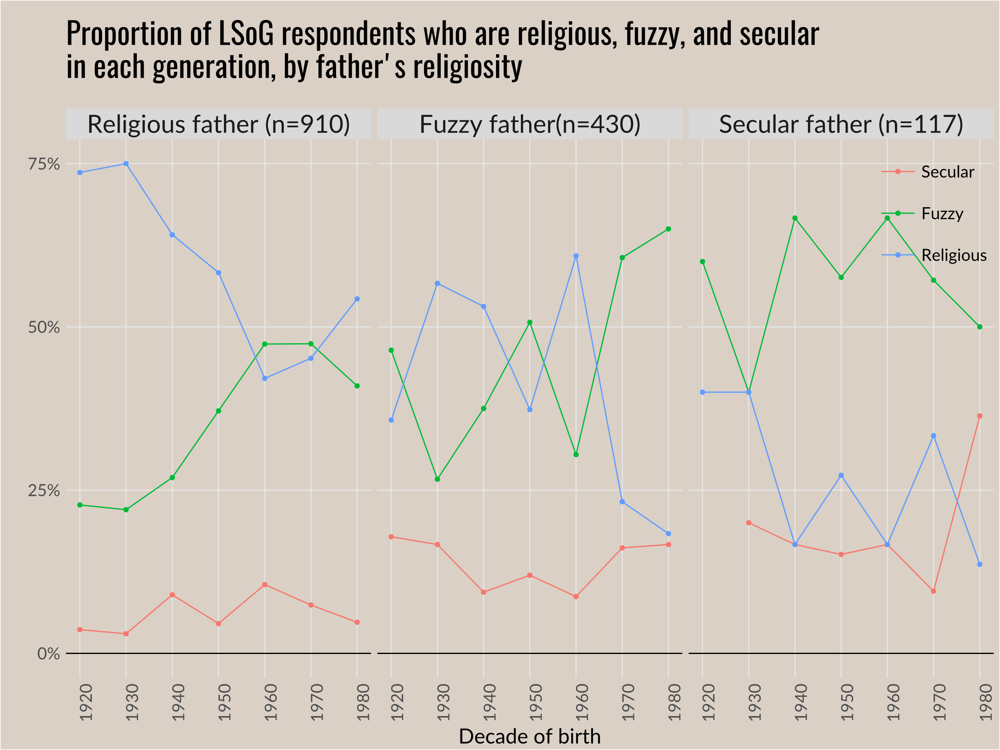 Proportion of LSoG respondents who are religious, fuzzy, and secular
in each generation, by father's religiosity
Religious father (n=910)
Fuzzy father(n=430)
Secular father (n=117)
75%
50%
25%
0%
Secular
Fuzzy
Religious
1920
1930
1940
1950
1960
1970
1980
1920
1930
1940
1950
1960
1970
1980
1920
1930
1940
1950
1960
1970
1980
Decade of birth